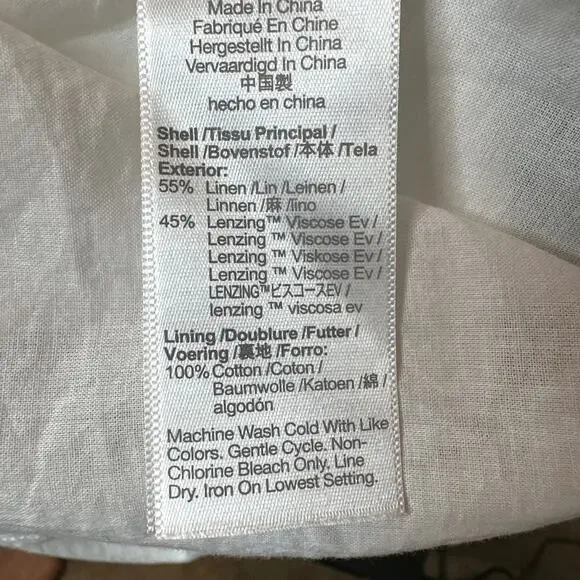 Made In China
Fabriqué En Chine
Hergestellt In China
Vervaardigd In China
中国製
hecho en china
Shell /Tissu Principal /
Shell /Bovenstof /本体 /Tela
Exterior:
55% Linen /Lin /Leinen /
Linnen /麻 /lino
45% Lenzing™ Viscose Ev /
Lenzing ™ Viscose Ev /
Lenzing ™ Viskose Ev /
Lenzing ™ Viscose Ev /
LENZING™ビスコースEV /
lenzing ™ viscosa ev
Lining /Doublure /Futter /
Voering /裏地 /Forro:
100% Cotton /Coton /
Baumwolle /Katoen /綿 /
algodón
Machine Wash Cold With Like
Colors. Gentle Cycle. Non-
Chlorine Bleach Only. Line
Dry. Iron On Lowest Setting.